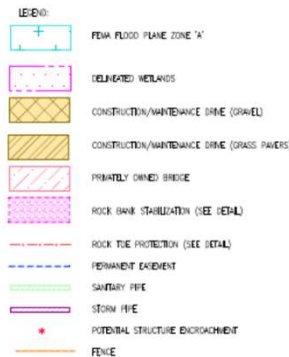 LEGEND:
FEMA FLOOD PLANE ZONE 'A'
DELINEATED WETLANDS
CONSTRUCTION/MAINTENANCE DRIVE (GRAVEL)
CONSTRUCTION/MAINTENANCE DRIVE (GRASS PAVERS)
PRIVATELY OWNED BRIDGE
ROCK BANK STABILIZATION (SEE DETAIL)
ROCK TOE PROTECTION (SEE DETAIL)
PERMANENT EASEMENT
SANITARY PIPE
STORM PIPE
POTENTIAL STRUCTURE ENCROACHMENT
FENCE